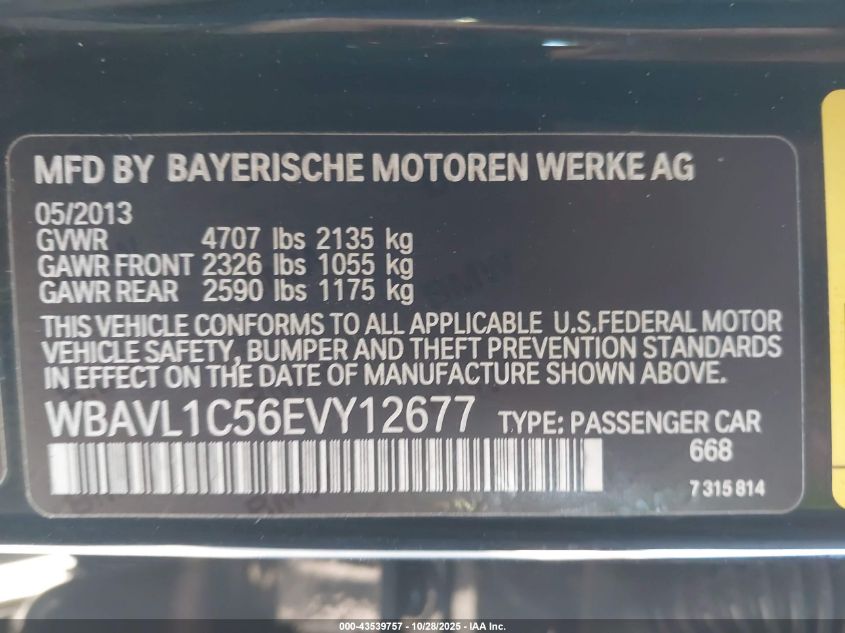 MFD BY BAYERISCHE MOTOREN WERKE AG
05/2013
GVWR 4707 lbs 2135 kg
GAWR FRONT 2326 lbs 1055 kg
GAWR REAR 2590 lbs 1175 kg
THIS VEHICLE CONFORMS TO ALL APPLICABLE U.S.FEDERAL MOTOR
VEHICLE SAFETY, BUMPER AND THEFT PREVENTION STANDARDS
IN EFFECT ON THE DATE OF MANUFACTURE SHOWN ABOVE.
WBAVL1C56EVY12677 TYPE: PASSENGER CAR
668
7 315 814
000-43539757 - 10/28/2025 - IAA Inc.